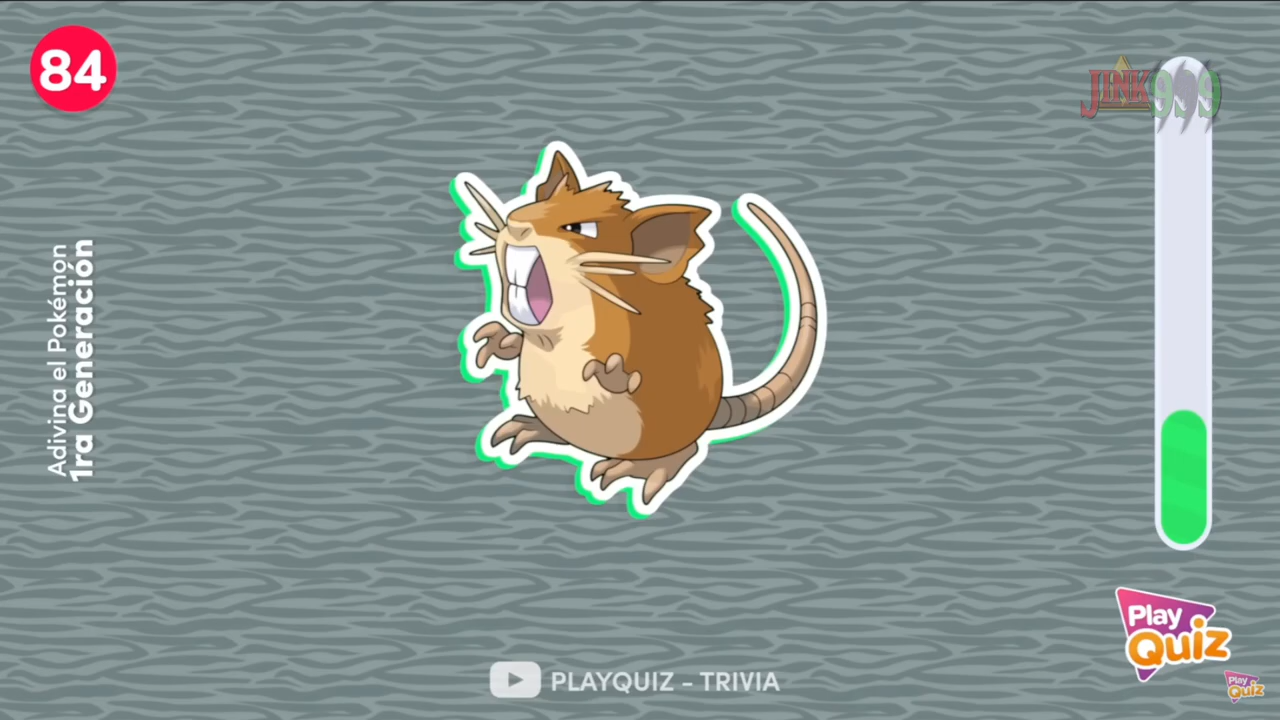 84
JINK999
Adivina el Pokémon
1ra Generación
Play
Quiz
PLAYQUIZ - TRIVIA
Play
Quiz